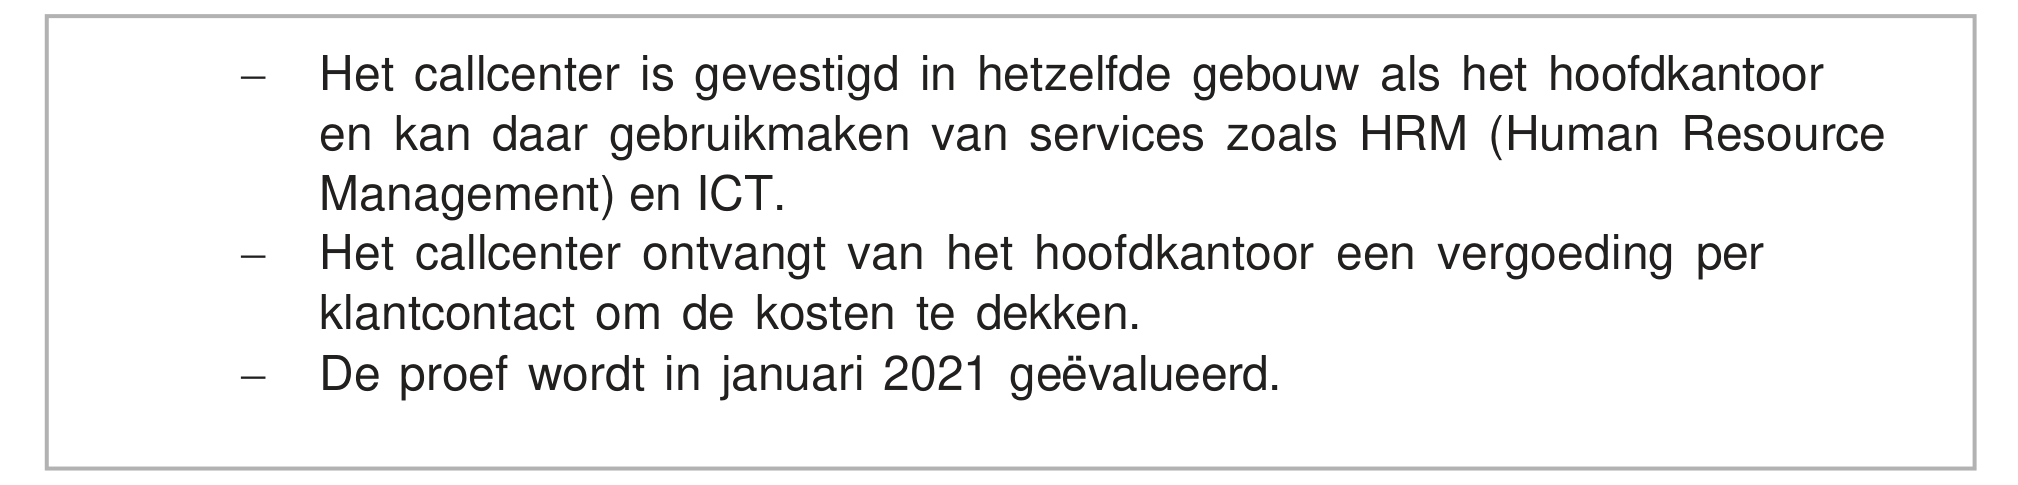 – Het callcenter is gevestigd in hetzelfde gebouw als het hoofdkantoor
en kan daar gebruikmaken van services zoals HRM (Human Resource
Management) en ICT.
– Het callcenter ontvangt van het hoofdkantoor een vergoeding per
klantcontact om de kosten te dekken.
– De proef wordt in januari 2021 geëvalueerd.